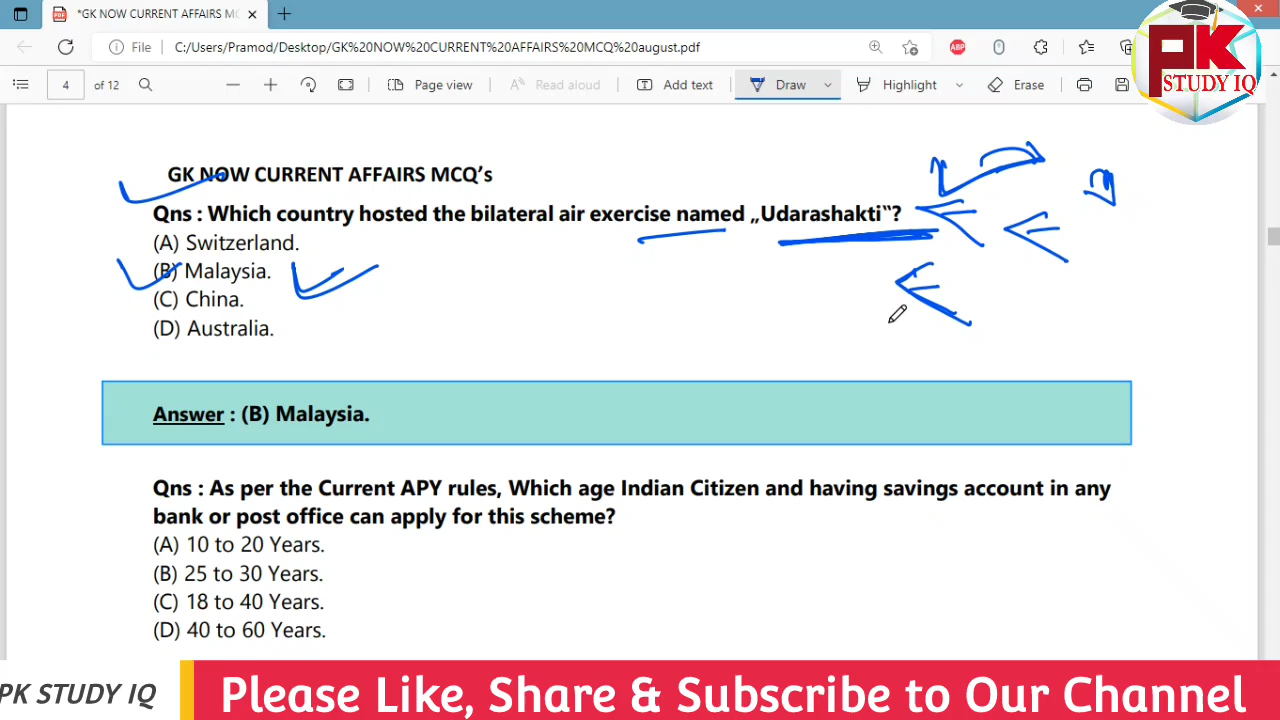 *GK NOW CURRENT AFFAIRS M
File C:/Users/Pramod/Desktop/GK%20NOW%20CURRENT%20AFFAIRS%20MCQ%20august.pdf
ABP
4 of 12 Page view Read aloud Add text Draw Highlight Erase
PK
STUDY IQ
GK NOW CURRENT AFFAIRS MCQ’s
Qns : Which country hosted the bilateral air exercise named „Udarashakti‟?
(A) Switzerland.
(B) Malaysia.
(C) China.
(D) Australia.
Answer : (B) Malaysia.
Qns : As per the Current APY rules, Which age Indian Citizen and having savings account in any
bank or post office can apply for this scheme?
(A) 10 to 20 Years.
(B) 25 to 30 Years.
(C) 18 to 40 Years.
(D) 40 to 60 Years.
PK STUDY IQ Please Like, Share & Subscribe to Our Channel